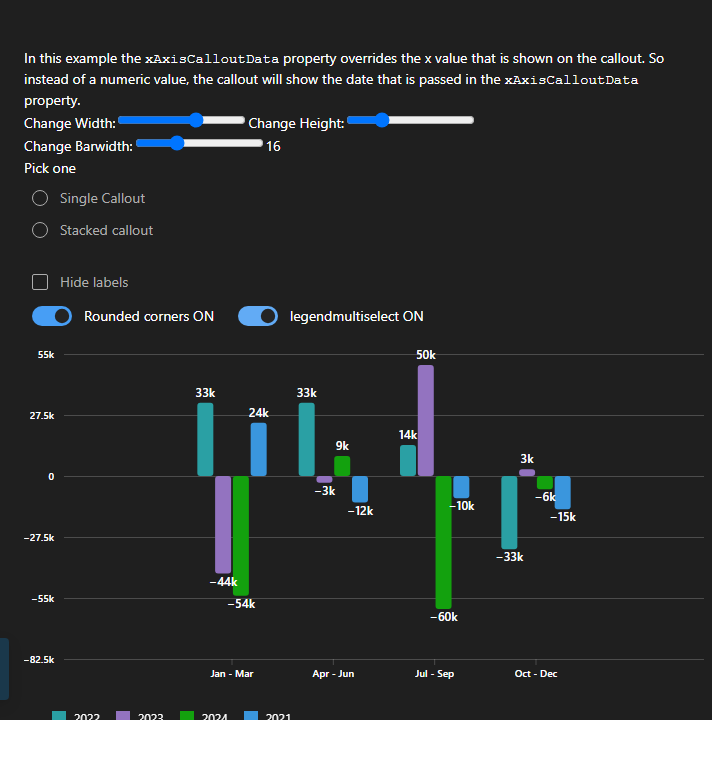 In this example the xAxisCalloutData property overrides the x value that is shown on the callout. So
instead of a numeric value, the callout will show the date that is passed in the xAxisCalloutData
property.
Change Width: Change Height:
Change Barwidth: 16
Pick one
Single Callout
Stacked callout
Hide labels
Rounded corners ON legendmultiselect ON
55k
27.5k
0
−27.5k
−55k
−82.5k
33k
−44k
−54k
24k
33k
−3k
9k
−12k
14k
50k
−60k
−10k
−33k
3k
−6k
−15k
Jan - Mar Apr - Jun Jul - Sep Oct - Dec
2022 2023 2024 2021